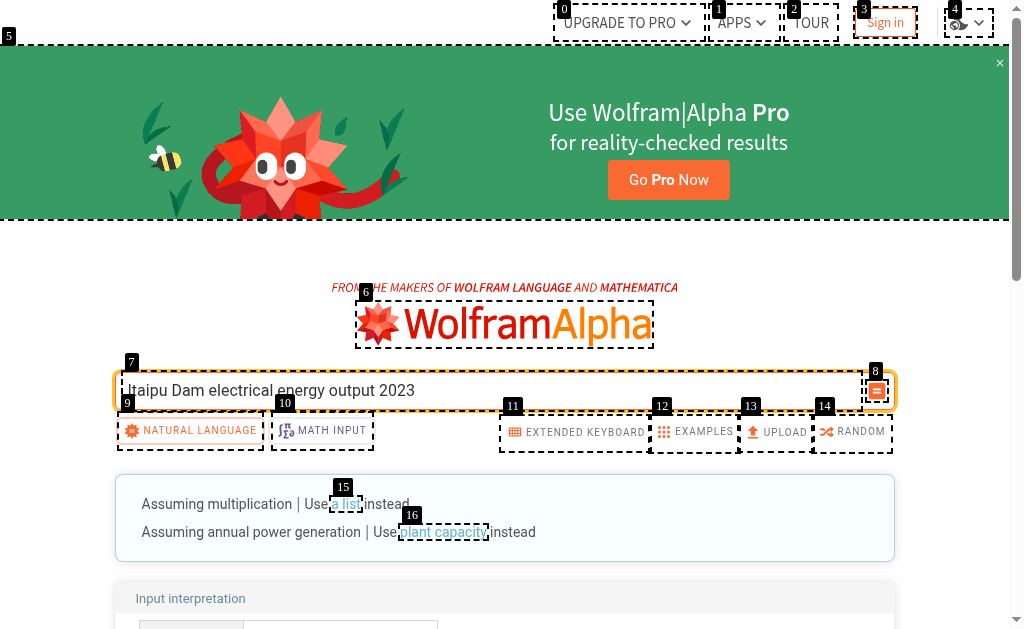 0
UPGRADE TO PRO
1
APPS
2
TOUR
3
Sign in
4
5
×
Use Wolfram|Alpha Pro
for reality-checked results
Go Pro Now
FROM THE MAKERS OF WOLFRAM LANGUAGE AND MATHEMATICA
6
WolframAlpha
7
8
Itaipu Dam electrical energy output 2023
=
9
NATURAL LANGUAGE
10
MATH INPUT
11
EXTENDED KEYBOARD
12
EXAMPLES
13
UPLOAD
14
RANDOM
15
Assuming multiplication | Use a list instead
16
Assuming annual power generation | Use plant capacity instead
Input interpretation